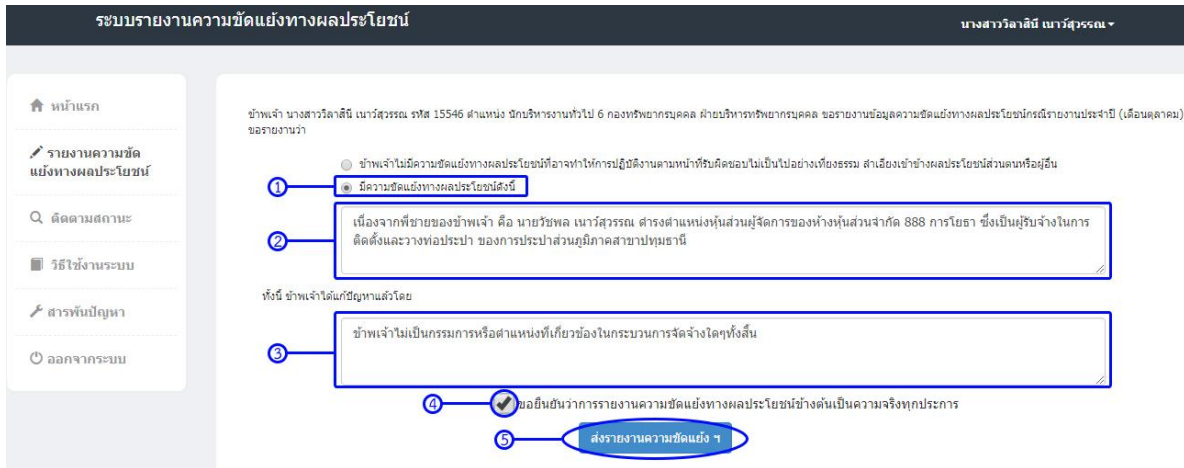 ระบบรายงานความขัดแย้งทางผลประโยชน์
นางสาววิลาสินี เนาว์สุวรรณ
หน้าแรก
รายงานความขัด
แย้งทางผลประโยชน์
ติดตามสถานะ
วิธีใช้งานระบบ
สารพันปัญหา
ออกจากระบบ
ข้าพเจ้า นางสาววิลาสินี เนาว์สุวรรณ รหัส 15546 ตำแหน่ง นักบริหารงานทั่วไป 6 กองทรัพยากรบุคคล ฝ่ายบริหารทรัพยากรบุคคล ขอรายงานข้อมูลความขัดแย้งทางผลประโยชน์กรณีรายงานประจำปี (เดือนตุลาคม)
ขอรายงานว่า
ข้าพเจ้าไม่มีความขัดแย้งทางผลประโยชน์ที่อาจทำให้การปฏิบัติงานตามหน้าที่รับผิดชอบไม่เป็นไปอย่างเที่ยงธรรม ลำเอียงเข้าข้างผลประโยชน์ส่วนตนหรือผู้อื่น
1 มีความขัดแย้งทางผลประโยชน์ดังนี้
2 เนื่องจากพี่ชายของข้าพเจ้า คือ นายวัชพล เนาว์สุวรรณ ดำรงตำแหน่งหุ้นส่วนผู้จัดการของห้างหุ้นส่วนจำกัด 888 การโยธา ซึ่งเป็นผู้รับจ้างในการ
ติดตั้งและวางท่อประปา ของการประปาส่วนภูมิภาคสาขาปทุมธานี
ทั้งนี้ ข้าพเจ้าได้แก้ปัญหาแล้วโดย
3 ข้าพเจ้าไม่เป็นกรรมการหรือตำแหน่งที่เกี่ยวข้องในกระบวนการจัดจ้างใดๆทั้งสิ้น
4 ขอยืนยันว่าการรายงานความขัดแย้งทางผลประโยชน์ข้างต้นเป็นความจริงทุกประการ
5 ส่งรายงานความขัดแย้ง ฯ